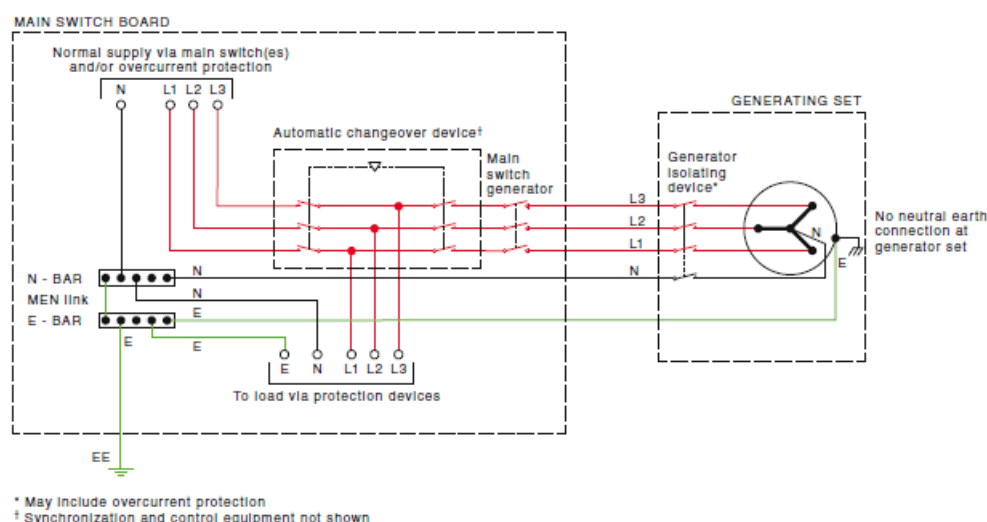 MAIN SWITCH BOARD
Normal supply via main switch(es)
and/or overcurrent protection
N L1 L2 L3
GENERATING SET
Automatic changeover device†
Main
switch
generator
Generator
isolating
device*
L3
L2
L1
N
N
No neutral earth
connection at
generator set
E
N - BAR
N
MEN link
N
E - BAR
E
E
E
E N L1 L2 L3
To load via protection devices
EE
* May include overcurrent protection
† Synchronization and control equipment not shown